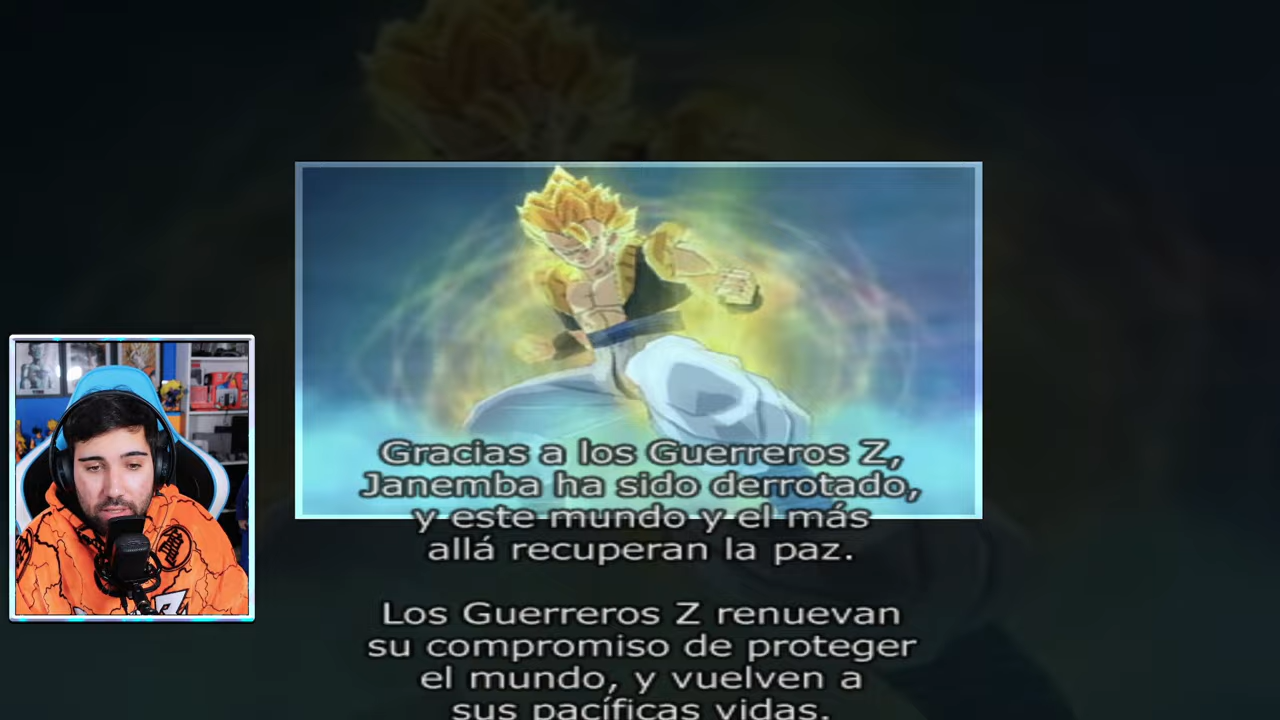 Gracias a los Guerreros Z,
Janemba ha sido derrotado,
y este mundo y el más
allá recuperan la paz.
Los Guerreros Z renuevan
su compromiso de proteger
el mundo, y vuelven a
sus pacíficas vidas.